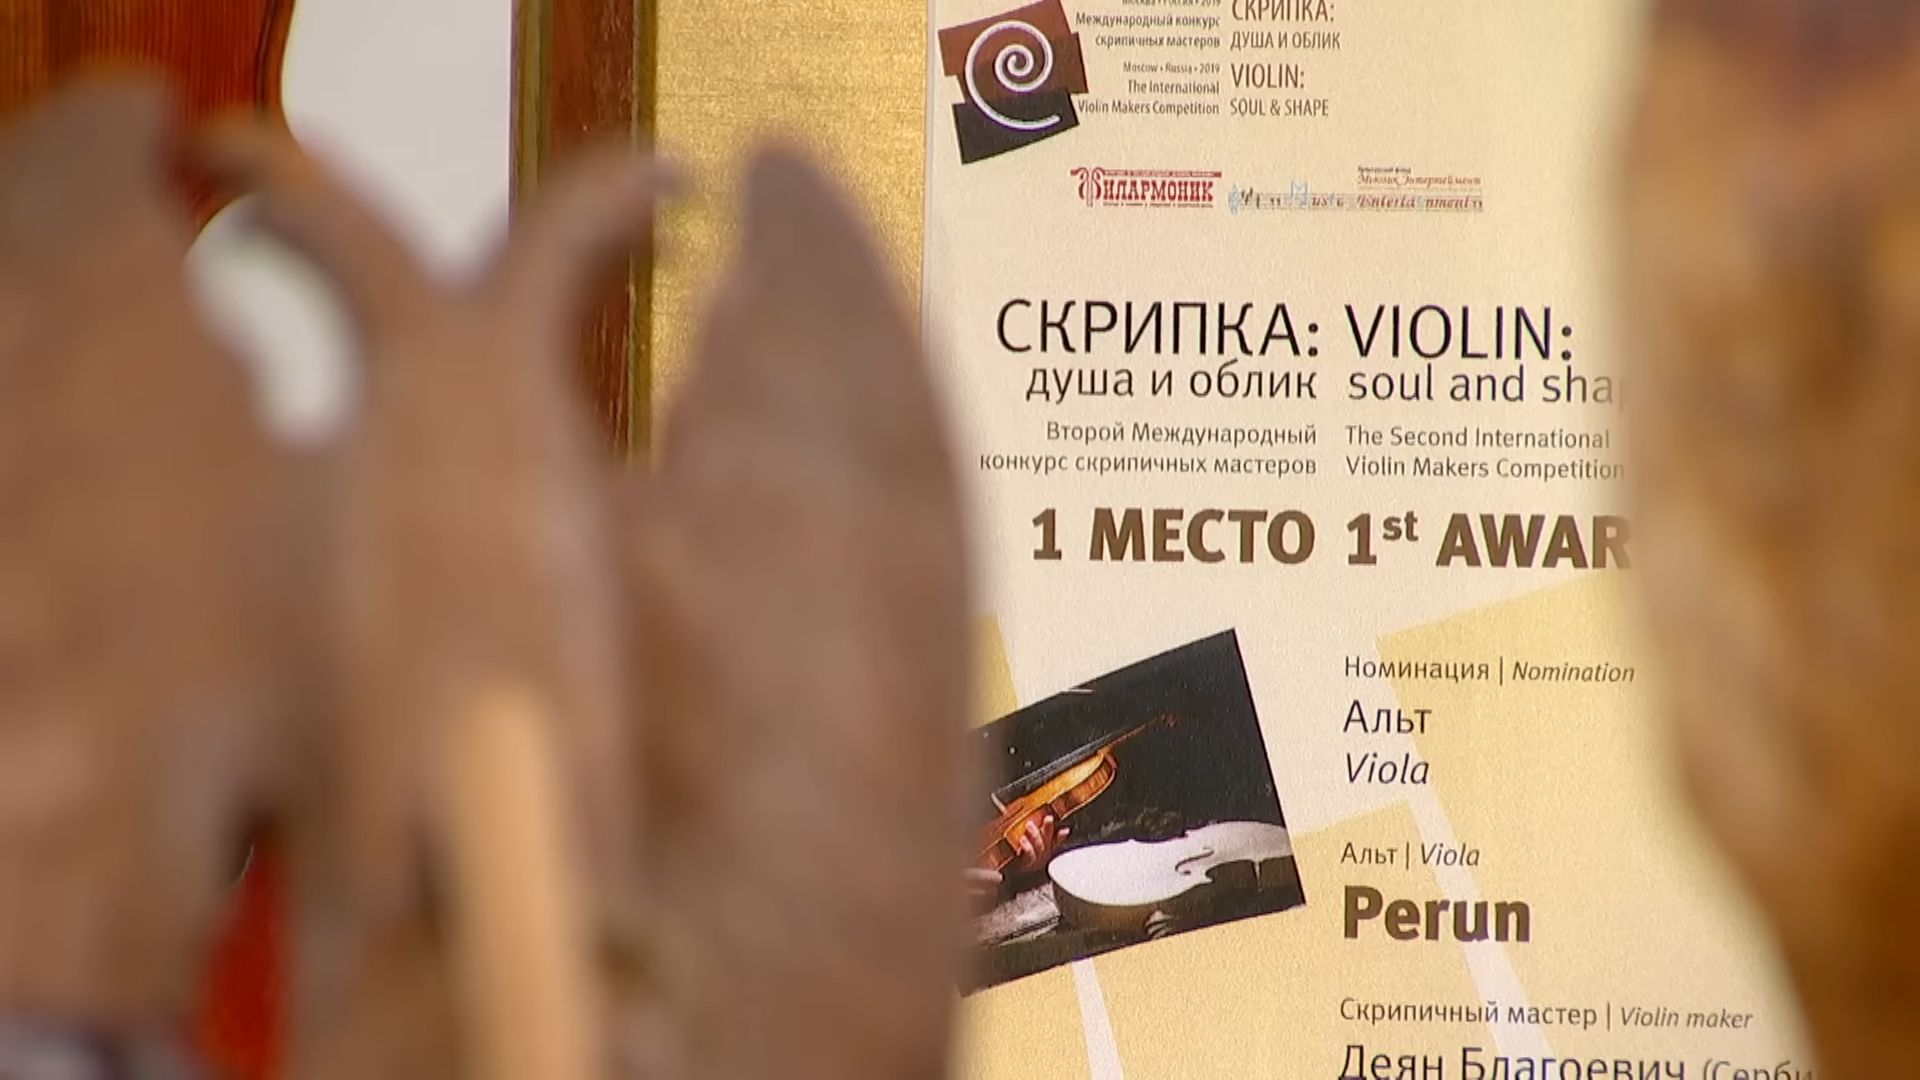 СКРИПКА:
Международный конкурс
скрипичных мастеров
ДУША И ОБЛИК
Moscow • Russia • 2019
The International
Violin Makers Competition
VIOLIN:
SOUL & SHAPE
Филармоник
СКРИПКА:
душа и облик
Второй Международный
конкурс скрипичных мастеров
1 МЕСТО
VIOLIN:
soul and sha
The Second International
Violin Makers Competition
1st AWAR
Номинация | Nomination
Альт
Viola
Альт | Viola
Perun
Скрипичный мастер | Violin maker
Деян Благоевич (Серби